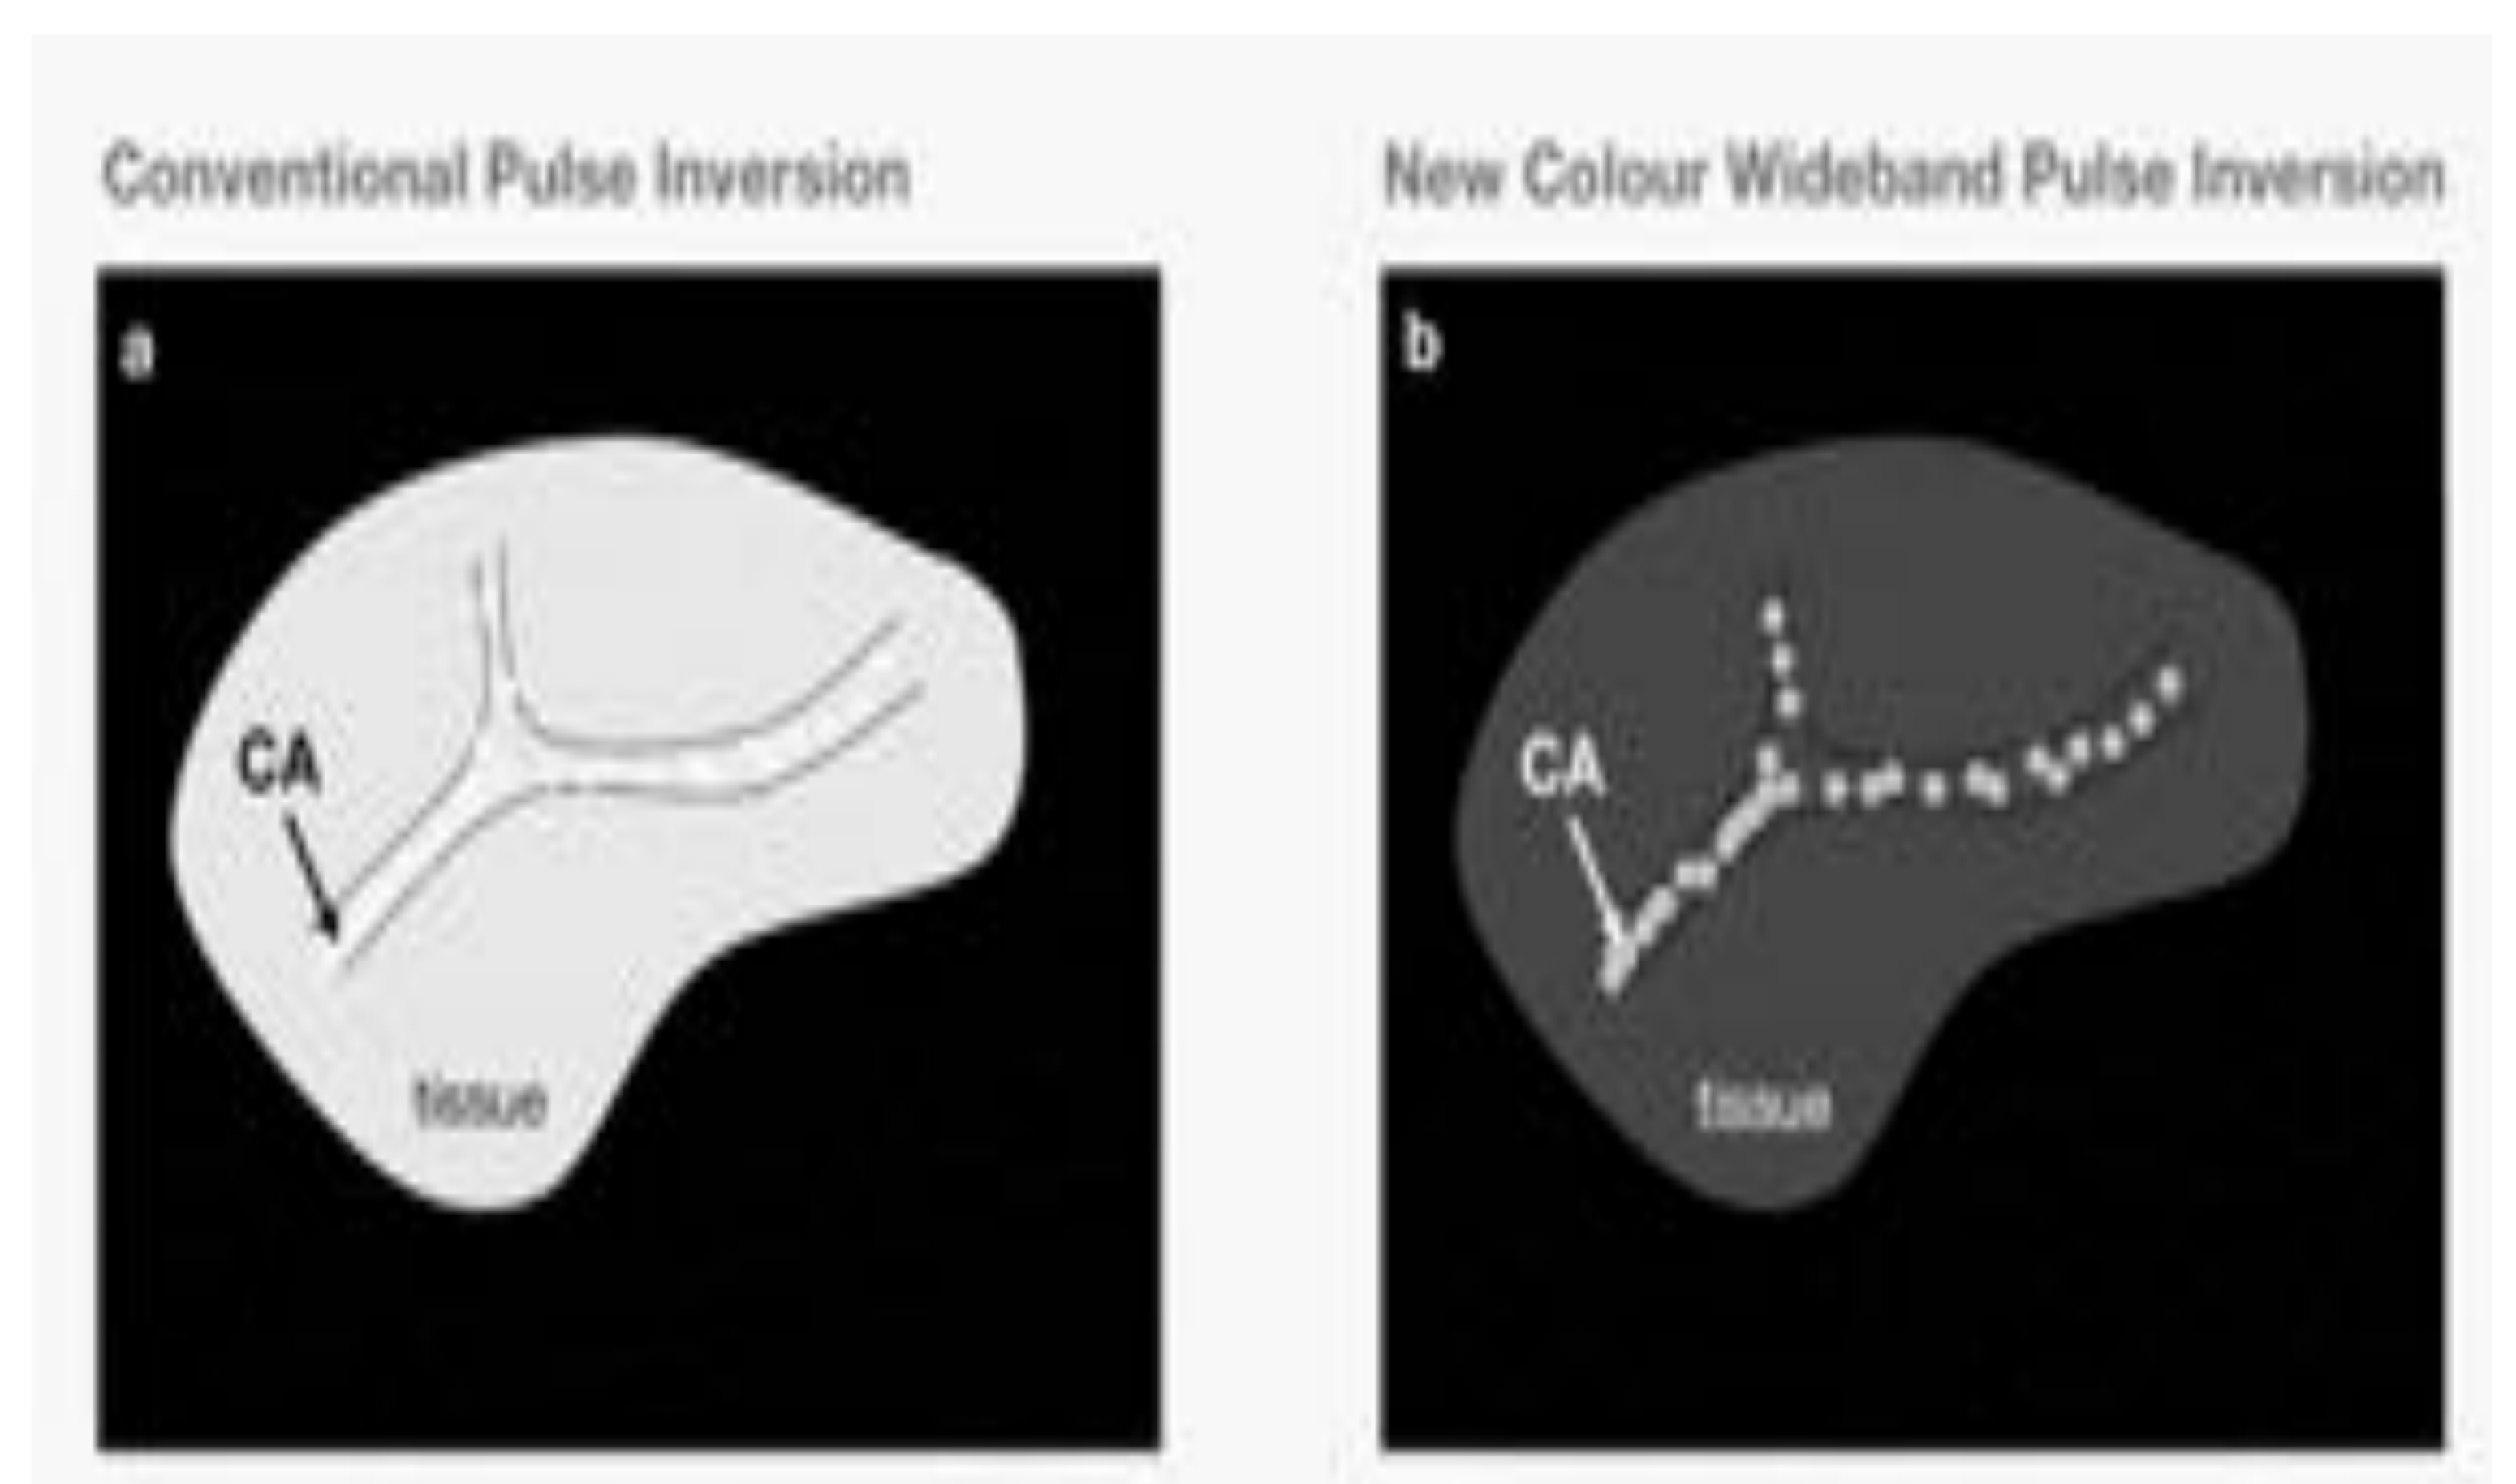 Conventional Pulse Inversion
New Colour Wideband Pulse Inversion
a
CA
tissue
b
CA
tissue